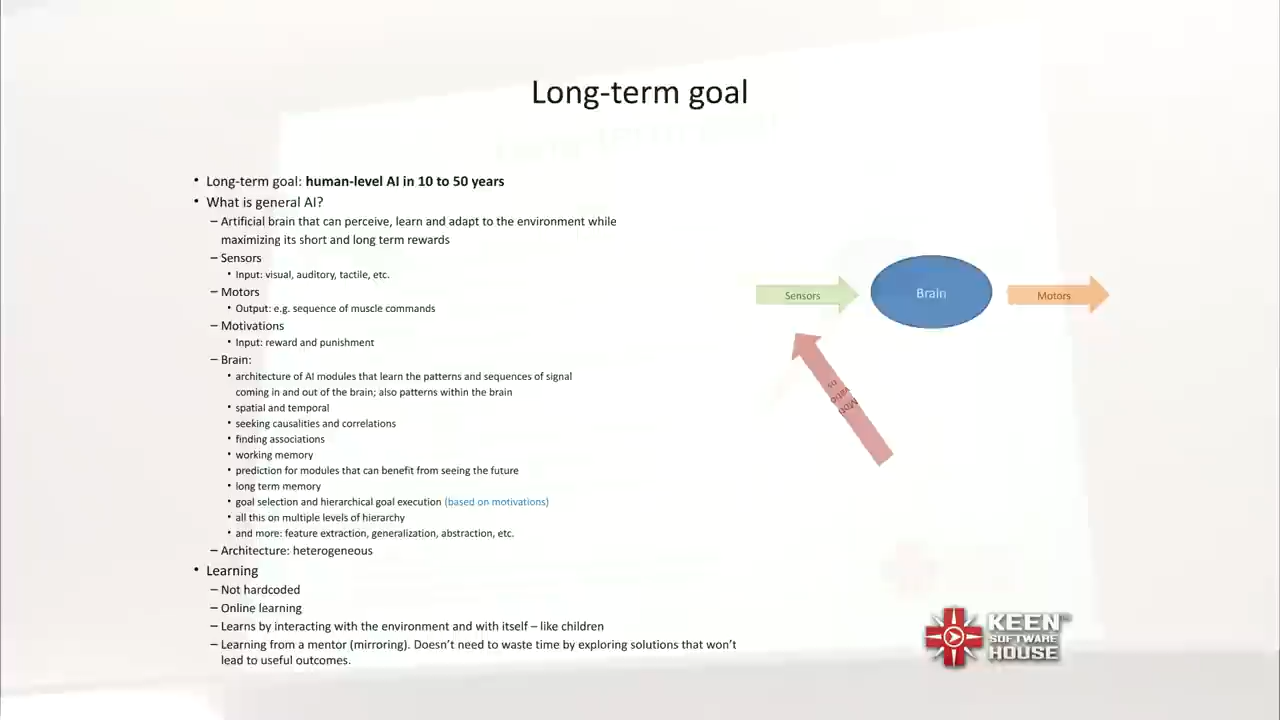 Long-term goal
• Long-term goal: human-level AI in 10 to 50 years
• What is general AI?
– Artificial brain that can perceive, learn and adapt to the environment while
maximizing its short and long term rewards
– Sensors
• Input: visual, auditory, tactile, etc.
– Motors
• Output: e.g. sequence of muscle commands
– Motivations
• Input: reward and punishment
– Brain:
• architecture of AI modules that learn the patterns and sequences of signal
coming in and out of the brain; also patterns within the brain
• spatial and temporal
• seeking causalities and correlations
• finding associations
• working memory
• prediction for modules that can benefit from seeing the future
• long term memory
• goal selection and hierarchical goal execution (based on motivations)
• all this on multiple levels of hierarchy
• and more: feature extraction, generalization, abstraction, etc.
– Architecture: heterogeneous
• Learning
– Not hardcoded
– Online learning
– Learns by interacting with the environment and with itself – like children
– Learning from a mentor (mirroring). Doesn't need to waste time by exploring solutions that won't
lead to useful outcomes.
Sensors
Brain
Motors
KEEN
SOFTWARE
HOUSE